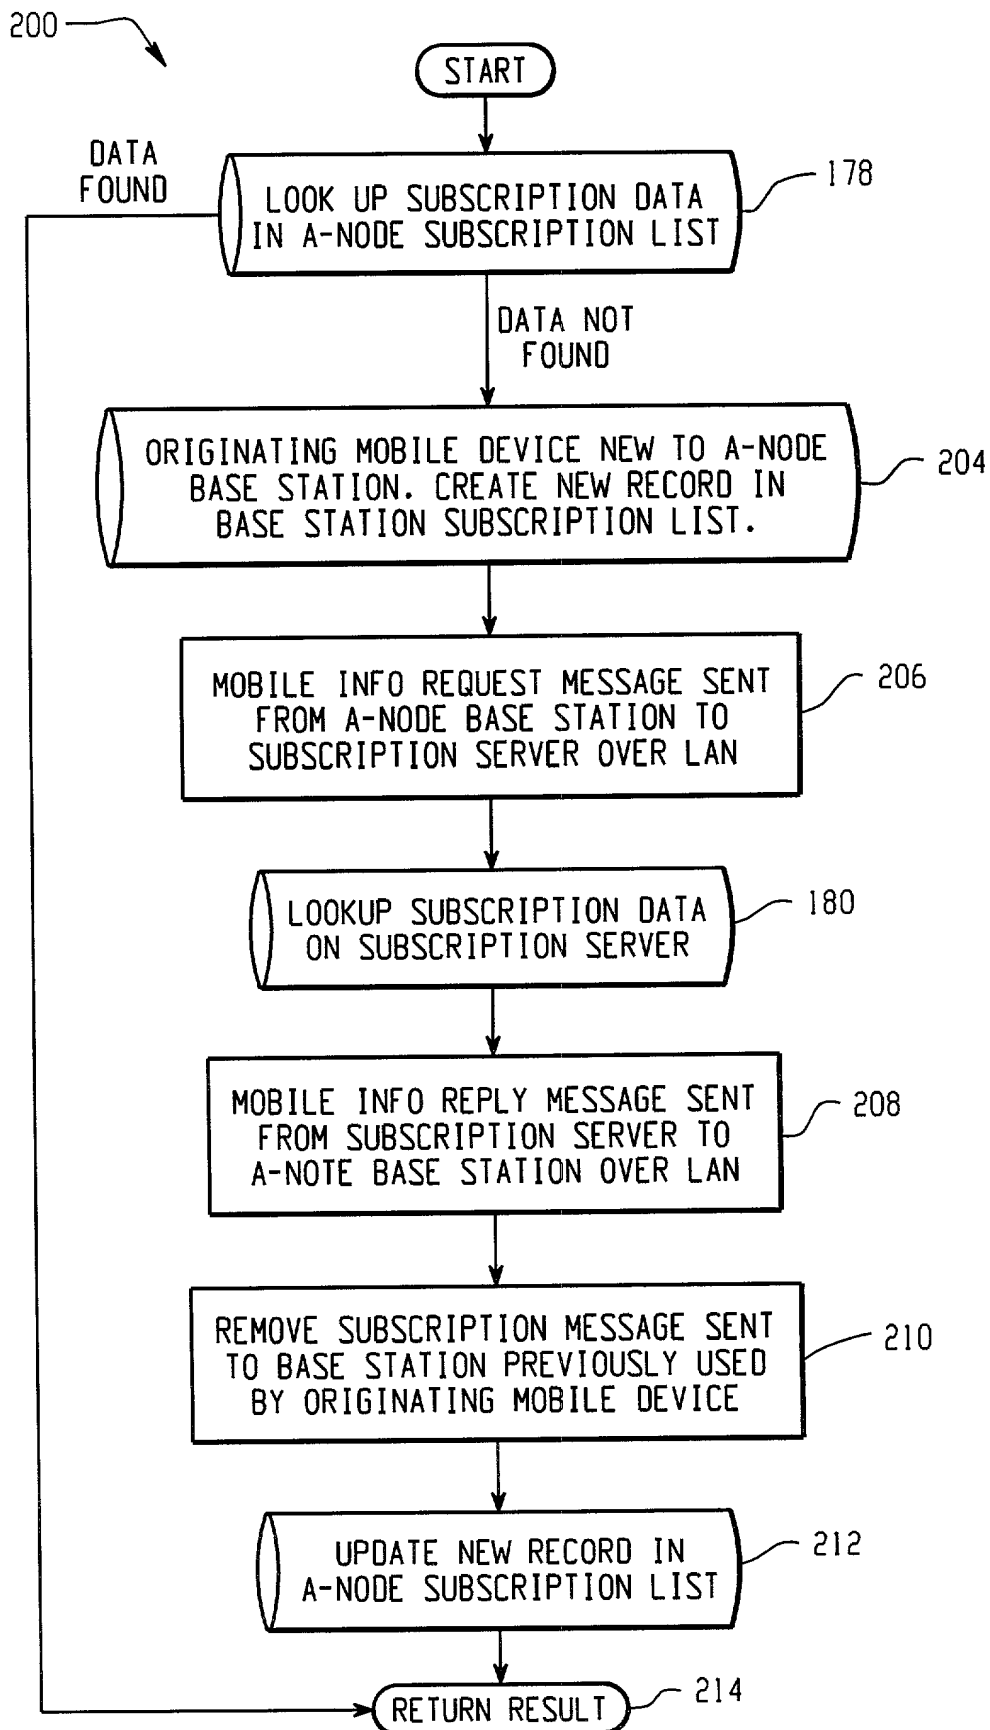 200
START
DATA
FOUND
LOOK UP SUBSCRIPTION DATA
IN A-NODE SUBSCRIPTION LIST
178
DATA NOT
FOUND
ORIGINATING MOBILE DEVICE NEW TO A-NODE
BASE STATION. CREATE NEW RECORD IN
BASE STATION SUBSCRIPTION LIST.
204
MOBILE INFO REQUEST MESSAGE SENT
FROM A-NODE BASE STATION TO
SUBSCRIPTION SERVER OVER LAN
206
LOOKUP SUBSCRIPTION DATA
ON SUBSCRIPTION SERVER
180
MOBILE INFO REPLY MESSAGE SENT
FROM SUBSCRIPTION SERVER TO
A-NOTE BASE STATION OVER LAN
208
REMOVE SUBSCRIPTION MESSAGE SENT
TO BASE STATION PREVIOUSLY USED
BY ORIGINATING MOBILE DEVICE
210
UPDATE NEW RECORD IN
A-NODE SUBSCRIPTION LIST
212
RETURN RESULT
214